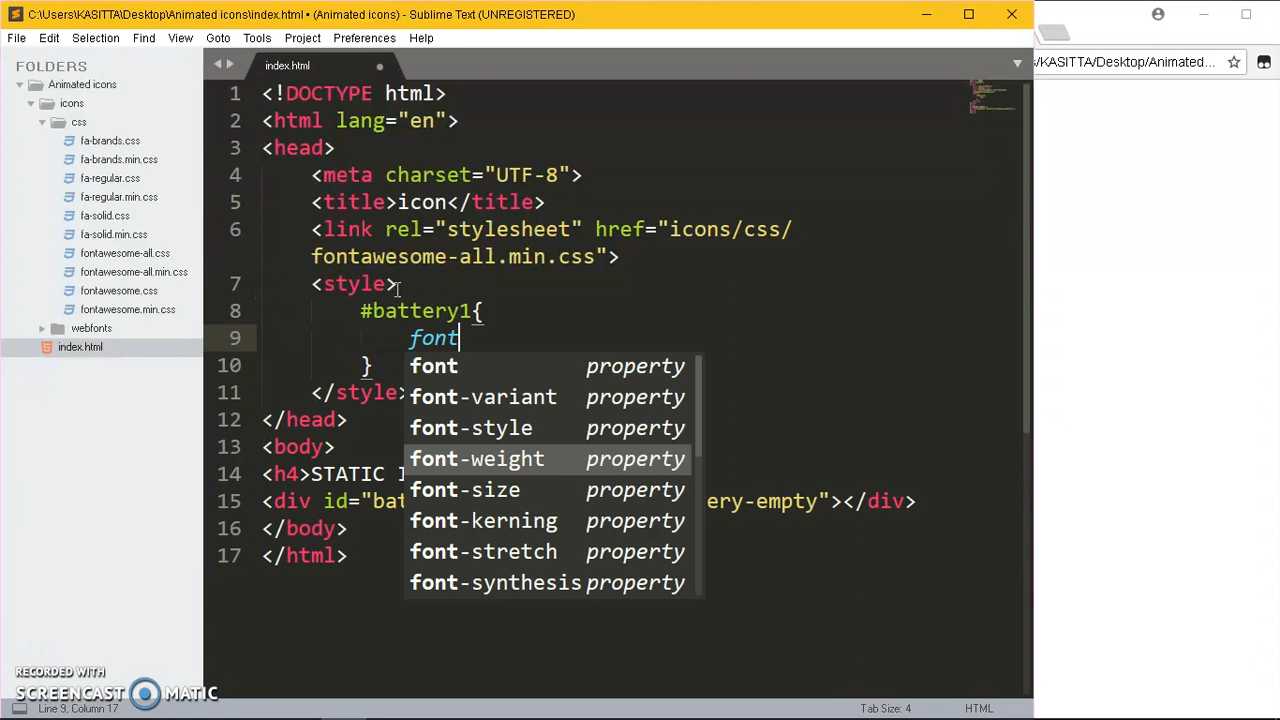 C:\Users\KASITTA\Desktop\Animated icons\index.html • (Animated icons) - Sublime Text (UNREGISTERED)
File Edit Selection Find View Goto Tools Project Preferences Help
FOLDERS
Animated icons
icons
css
fa-brands.css
fa-brands.min.css
fa-regular.css
fa-regular.min.css
fa-solid.css
fa-solid.min.css
fontawesome-all.css
fontawesome-all.min.css
fontawesome.css
fontawesome.min.css
webfonts
index.html
index.html
s/KASITTA/Desktop/Animated...
1 <!DOCTYPE html>
2 <html lang="en">
3 <head>
4 <meta charset="UTF-8">
5 <title>icon</title>
6 <link rel="stylesheet" href="icons/css/
fontawesome-all.min.css">
7 <style>
8 #battery1{
9 font
10 }
11 </style>
12 </head>
13 <body>
14 <h4>STATIC
15 <div id="bat ery-empty"></div>
16 </body>
17 </html>
font property
font-variant property
font-style property
font-weight property
font-size property
font-kerning property
font-stretch property
font-synthesis property
RECORDED WITH
SCREENCAST MATIC
Line 9, Column 17
Tab Size: 4
HTML